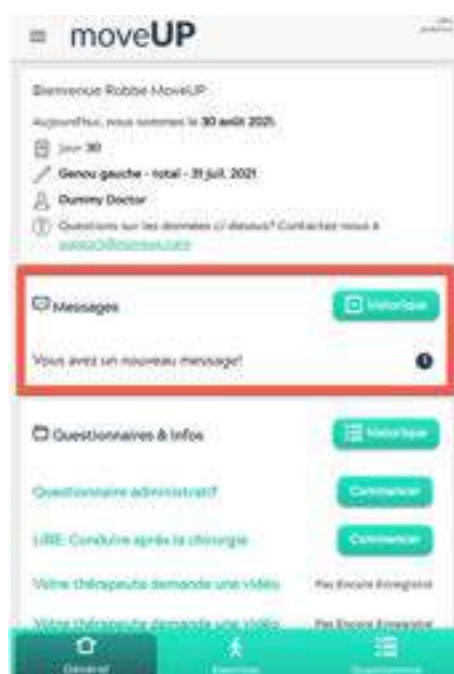 moveUP
Bienvenue Robbe MoveUP
Aujourd'hui, nous sommes le 30 août 2021.
Jour 30
Genou gauche - total - 31 juil. 2021
Dummy Doctor
Questions sur les données ci-dessus? Contactez-nous à
Messages
Historique
Vous avez un nouveau message!
1
Questionnaires & Infos
Historique
Questionnaire administratif
Commencer
LIRE: Conduire après la chirurgie
Commencer
Votre thérapeute demande une vidéo
Pas Encore Enregistré
Votre thérapeute demande une vidéo
Pas Encore Enregistré
Général
Exercices